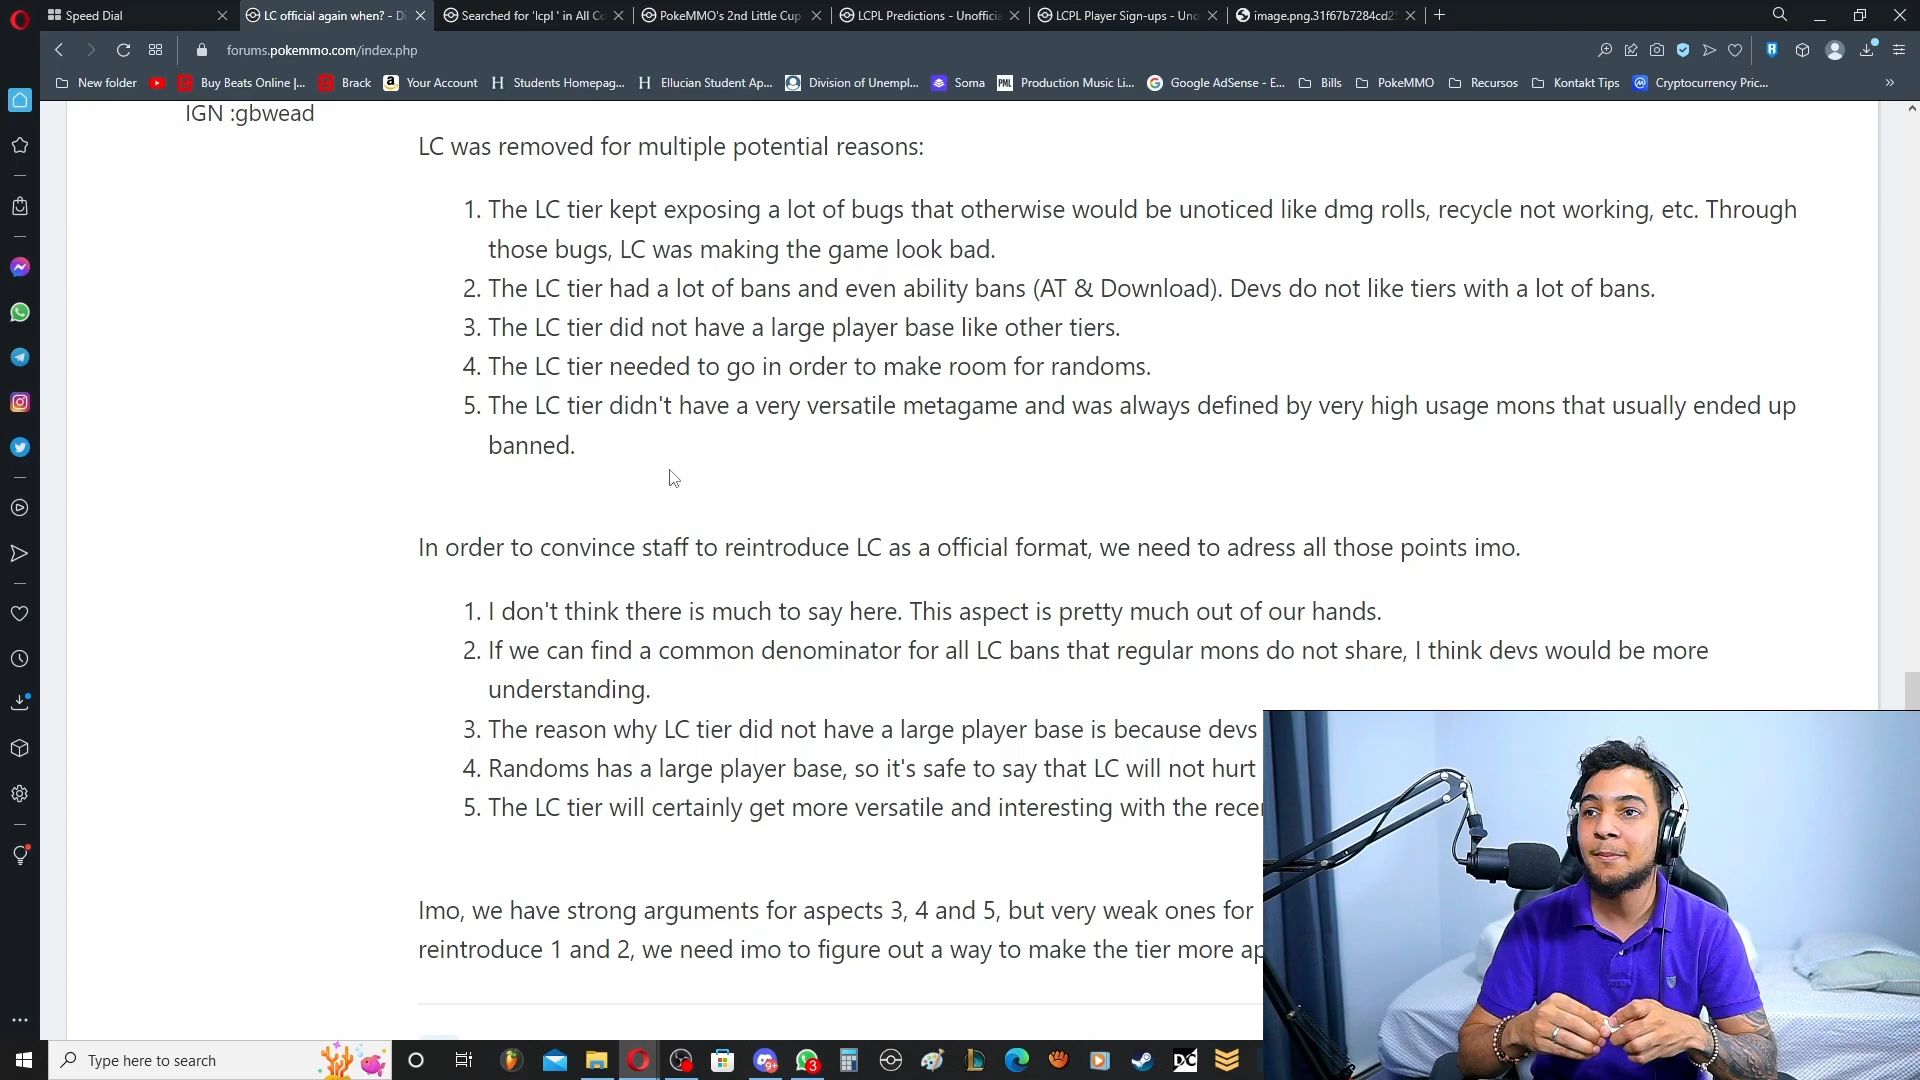 Speed Dial
LC official again when? - Di
Searched for 'lcpl ' in All Co
PokeMMO's 2nd Little Cup
LCPL Predictions - Unofficia
LCPL Player Sign-ups - Uno
image.png.31f67b7284cd2
forums.pokemmo.com/index.php
New folder
Buy Beats Online |...
Brack
Your Account
Students Homepag...
Ellucian Student Ap...
Division of Unempl...
Soma
Production Music Li...
Google AdSense - E...
Bills
PokeMMO
Recursos
Kontakt Tips
Cryptocurrency Pric...
IGN :gbwead
LC was removed for multiple potential reasons:
1. The LC tier kept exposing a lot of bugs that otherwise would be unoticed like dmg rolls, recycle not working, etc. Through
those bugs, LC was making the game look bad.
2. The LC tier had a lot of bans and even ability bans (AT & Download). Devs do not like tiers with a lot of bans.
3. The LC tier did not have a large player base like other tiers.
4. The LC tier needed to go in order to make room for randoms.
5. The LC tier didn't have a very versatile metagame and was always defined by very high usage mons that usually ended up
banned.
In order to convince staff to reintroduce LC as a official format, we need to adress all those points imo.
1. I don't think there is much to say here. This aspect is pretty much out of our hands.
2. If we can find a common denominator for all LC bans that regular mons do not share, I think devs would be more
understanding.
3. The reason why LC tier did not have a large player base is because devs
4. Randoms has a large player base, so it's safe to say that LC will not hurt
5. The LC tier will certainly get more versatile and interesting with the recer
Imo, we have strong arguments for aspects 3, 4 and 5, but very weak ones for
reintroduce 1 and 2, we need imo to figure out a way to make the tier more ap
Type here to search
9+
3
DC